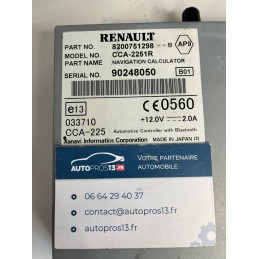 RENAULT
PART NO. 8200751298--B AP9
MODEL NO. CCA-2251R
PART NAME NAVIGATION CALCULATOR
SERIAL NO. 90248050 B01
e13 CE0560
033710 +12.0V 2.0A
CCA-225 Automotive Controller with Bluetooth
Xanavi Informatics Corporation MADE IN JAPAN (1)
AUTOPROS13.FR
VOTRE PARTENAIRE
AUTOMOBILE
06 64 29 40 37
contact@autopros13.fr
autopros13.fr